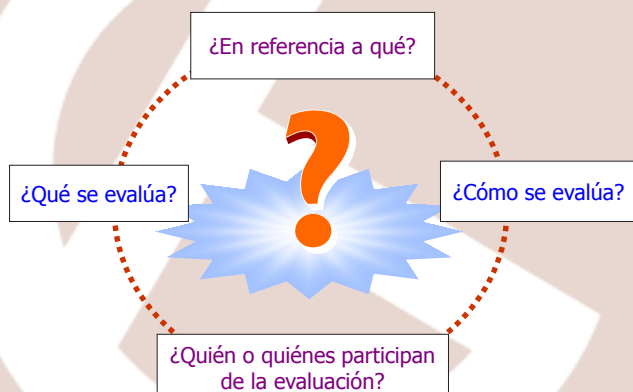 ¿En referencia a qué?
¿Qué se evalúa?
?
¿Cómo se evalúa?
¿Quién o quiénes participan
de la evaluación?